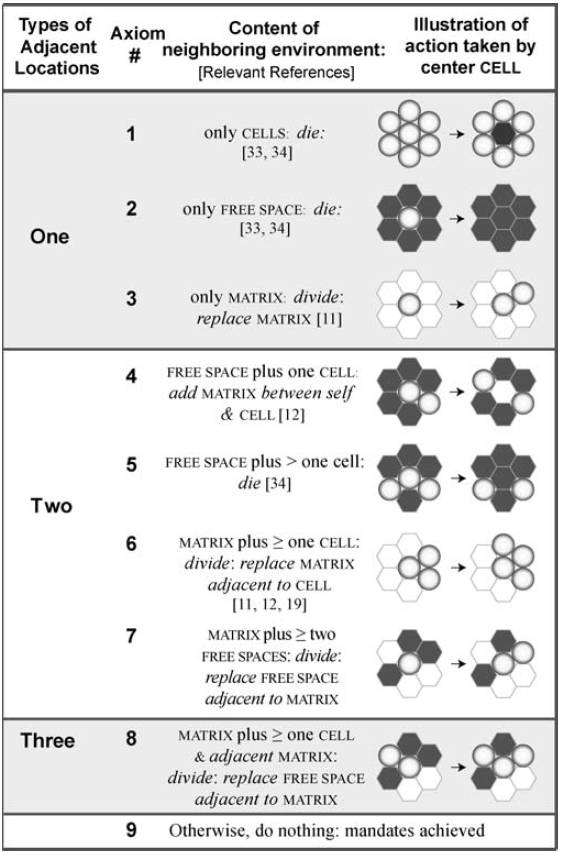 Types of Adjacent Locations
Axiom #
Content of neighboring environment:
[Relevant References]
Illustration of action taken by center CELL
One
1
only CELLS: die:
[33, 34]
2
only FREE SPACE: die:
[33, 34]
3
only MATRIX: divide:
replace MATRIX [11]
Two
4
FREE SPACE plus one CELL:
add MATRIX between self
& CELL [12]
5
FREE SPACE plus > one cell:
die [34]
6
MATRIX plus ≥ one CELL:
divide: replace MATRIX
adjacent to CELL
[11, 12, 19]
7
MATRIX plus ≥ two
FREE SPACES: divide:
replace FREE SPACE
adjacent to MATRIX
Three
8
MATRIX plus ≥ one CELL
& adjacent MATRIX:
divide: replace FREE SPACE
adjacent to MATRIX
9
Otherwise, do nothing: mandates achieved